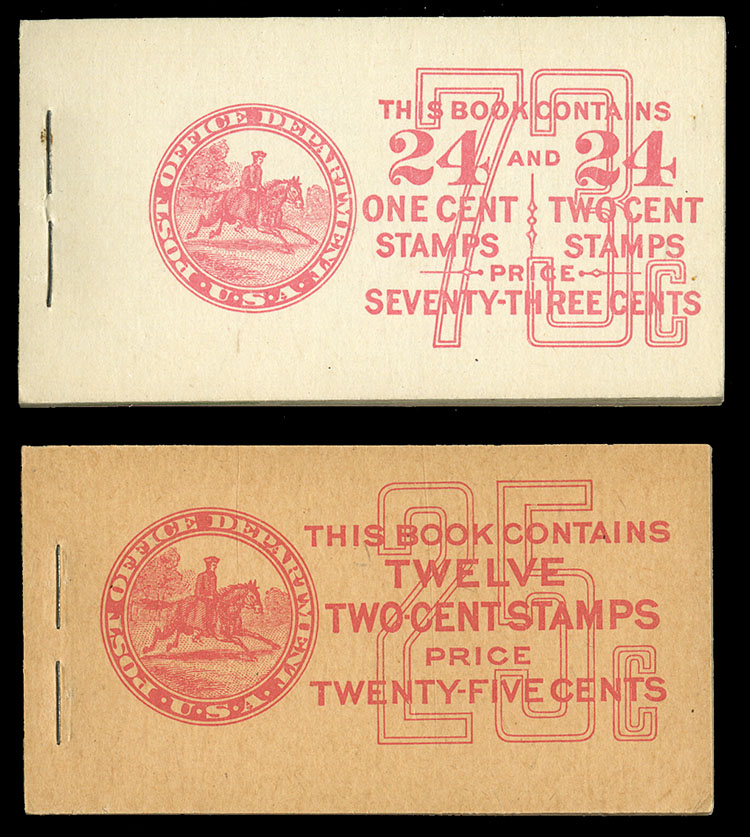 POST OFFICE DEPARTMENT
· U · S · A ·
73c
THIS BOOK CONTAINS
24 AND 24
ONE CENT TWO CENT
STAMPS STAMPS
PRICE
SEVENTY-THREE CENTS
POST OFFICE DEPARTMENT
· U · S · A ·
25c
THIS BOOK CONTAINS
TWELVE
TWO-CENT STAMPS
PRICE
TWENTY-FIVE CENTS